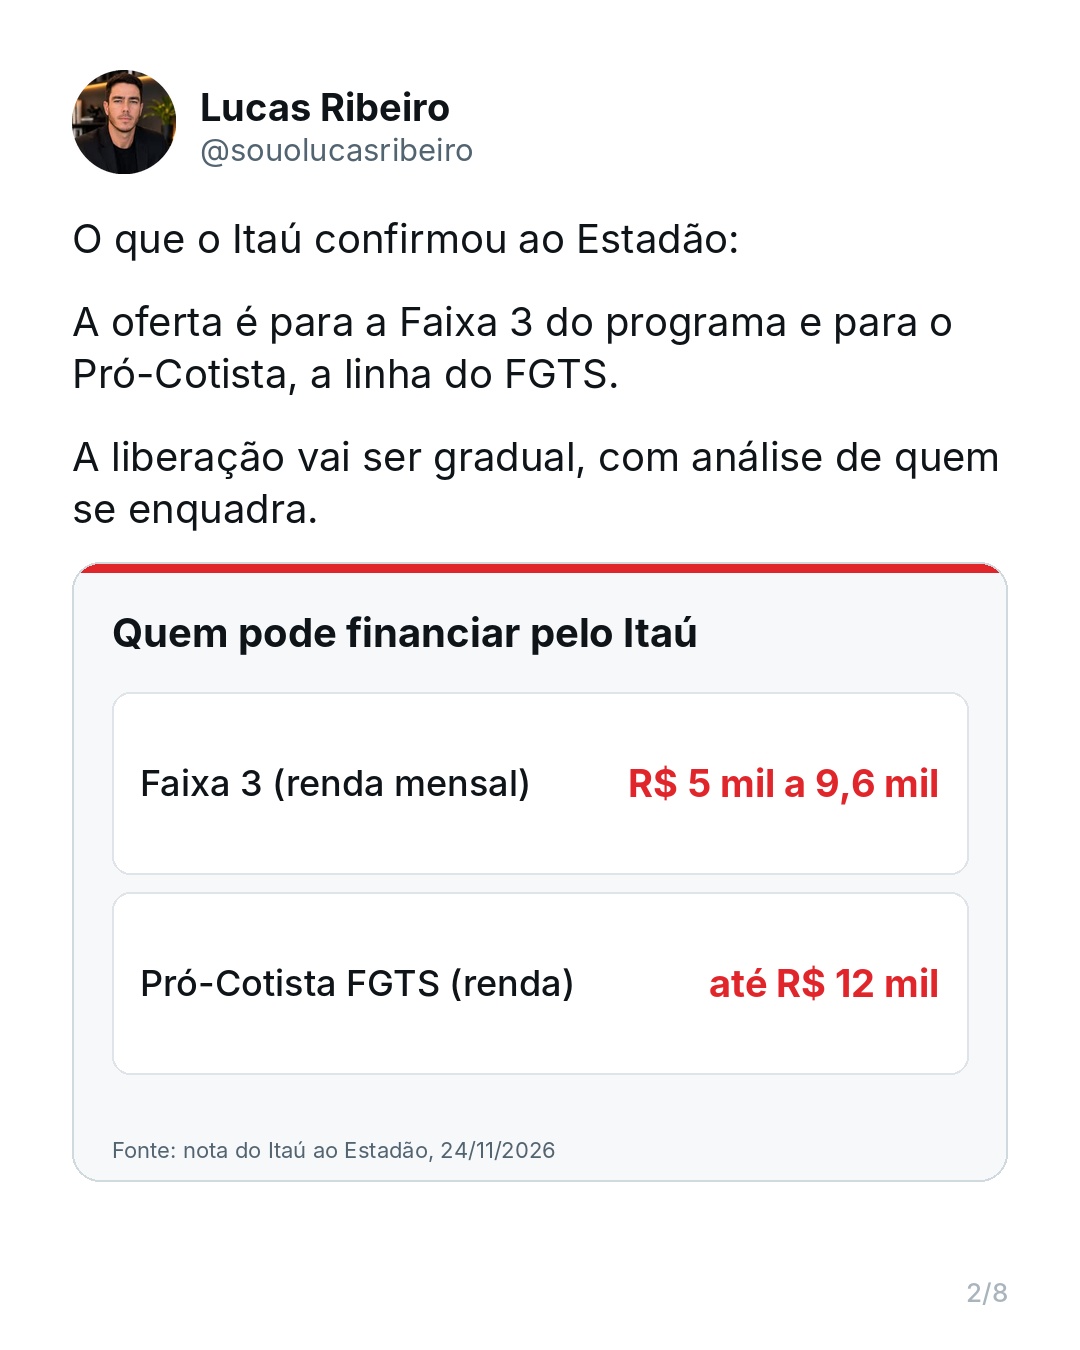 Lucas Ribeiro
@souolucasribeiro
O que o Itaú confirmou ao Estadão:
A oferta é para a Faixa 3 do programa e para o
Pró-Cotista, a linha do FGTS.
A liberação vai ser gradual, com análise de quem
se enquadra.
Quem pode financiar pelo Itaú
Faixa 3 (renda mensal) R$ 5 mil a 9,6 mil
Pró-Cotista FGTS (renda) até R$ 12 mil
Fonte: nota do Itaú ao Estadão, 24/11/2026
2/8